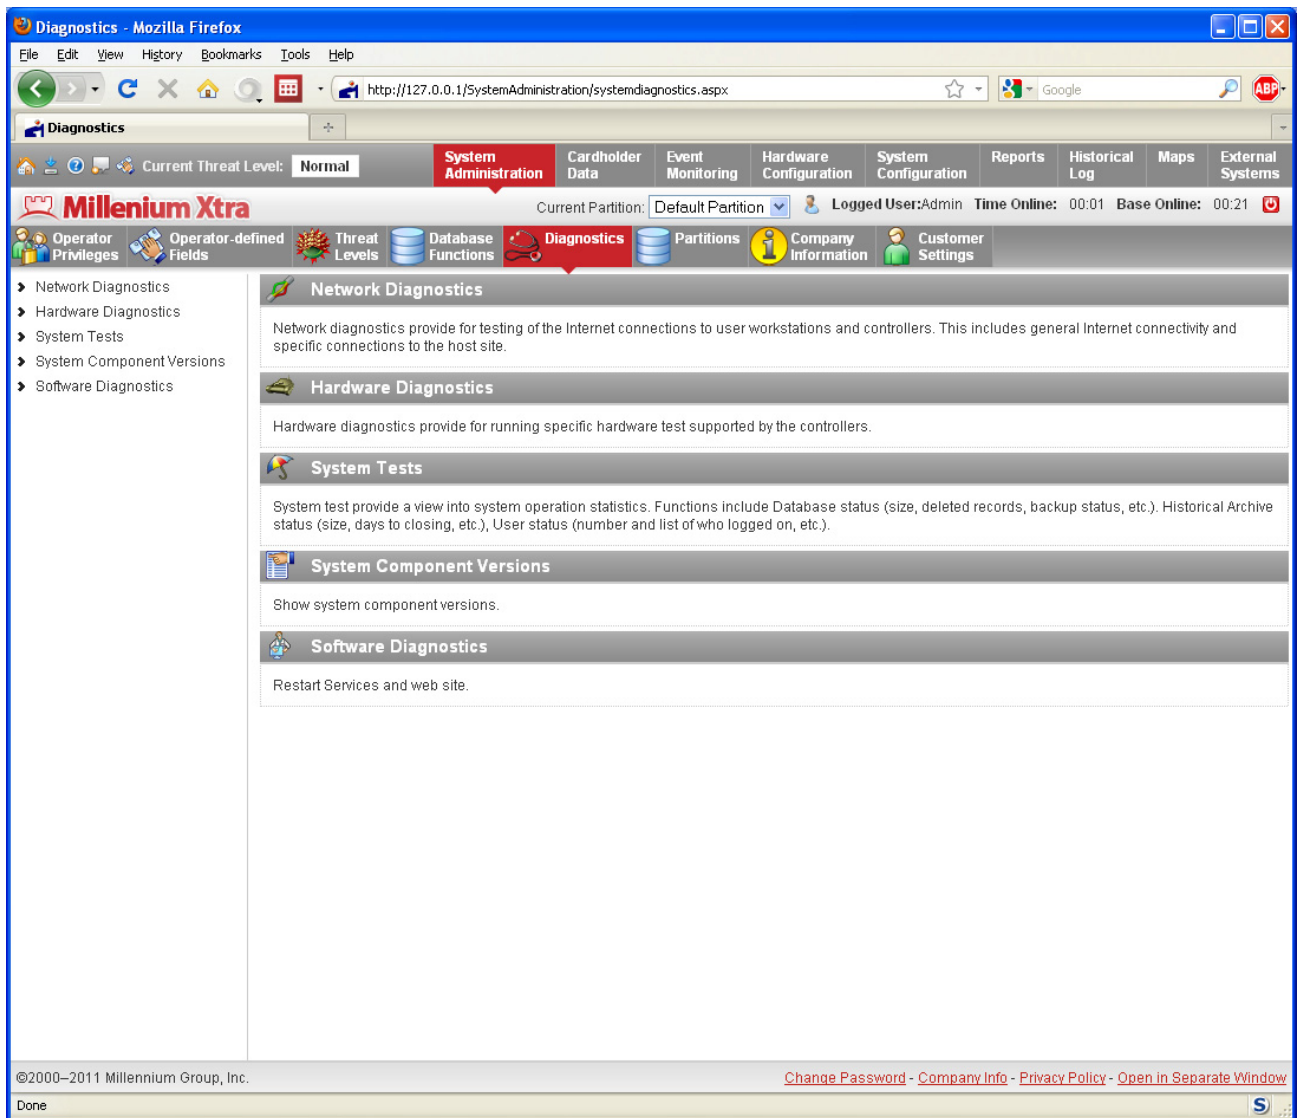 Diagnostics - Mozilla Firefox
File Edit View History Bookmarks Tools Help
http://127.0.0.1/SystemAdministration/systemdiagnostics.aspx
Google
ABP
Diagnostics
Current Threat Level: Normal
System Administration
Cardholder Data
Event Monitoring
Hardware Configuration
System Configuration
Reports
Historical Log
Maps
External Systems
Millenium Xtra
Current Partition: Default Partition Logged User:Admin Time Online: 00:01 Base Online: 00:21
Operator Privileges
Operator-defined Fields
Threat Levels
Database Functions
Diagnostics
Partitions
Company Information
Customer Settings
Network Diagnostics
Hardware Diagnostics
System Tests
System Component Versions
Software Diagnostics
Network Diagnostics
Network diagnostics provide for testing of the Internet connections to user workstations and controllers. This includes general Internet connectivity and
specific connections to the host site.
Hardware Diagnostics
Hardware diagnostics provide for running specific hardware test supported by the controllers.
System Tests
System test provide a view into system operation statistics. Functions include Database status (size, deleted records, backup status, etc.). Historical Archive
status (size, days to closing, etc.), User status (number and list of who logged on, etc.).
System Component Versions
Show system component versions.
Software Diagnostics
Restart Services and web site.
©2000–2011 Millennium Group, Inc.
Change Password - Company Info - Privacy Policy - Open in Separate Window
Done
S